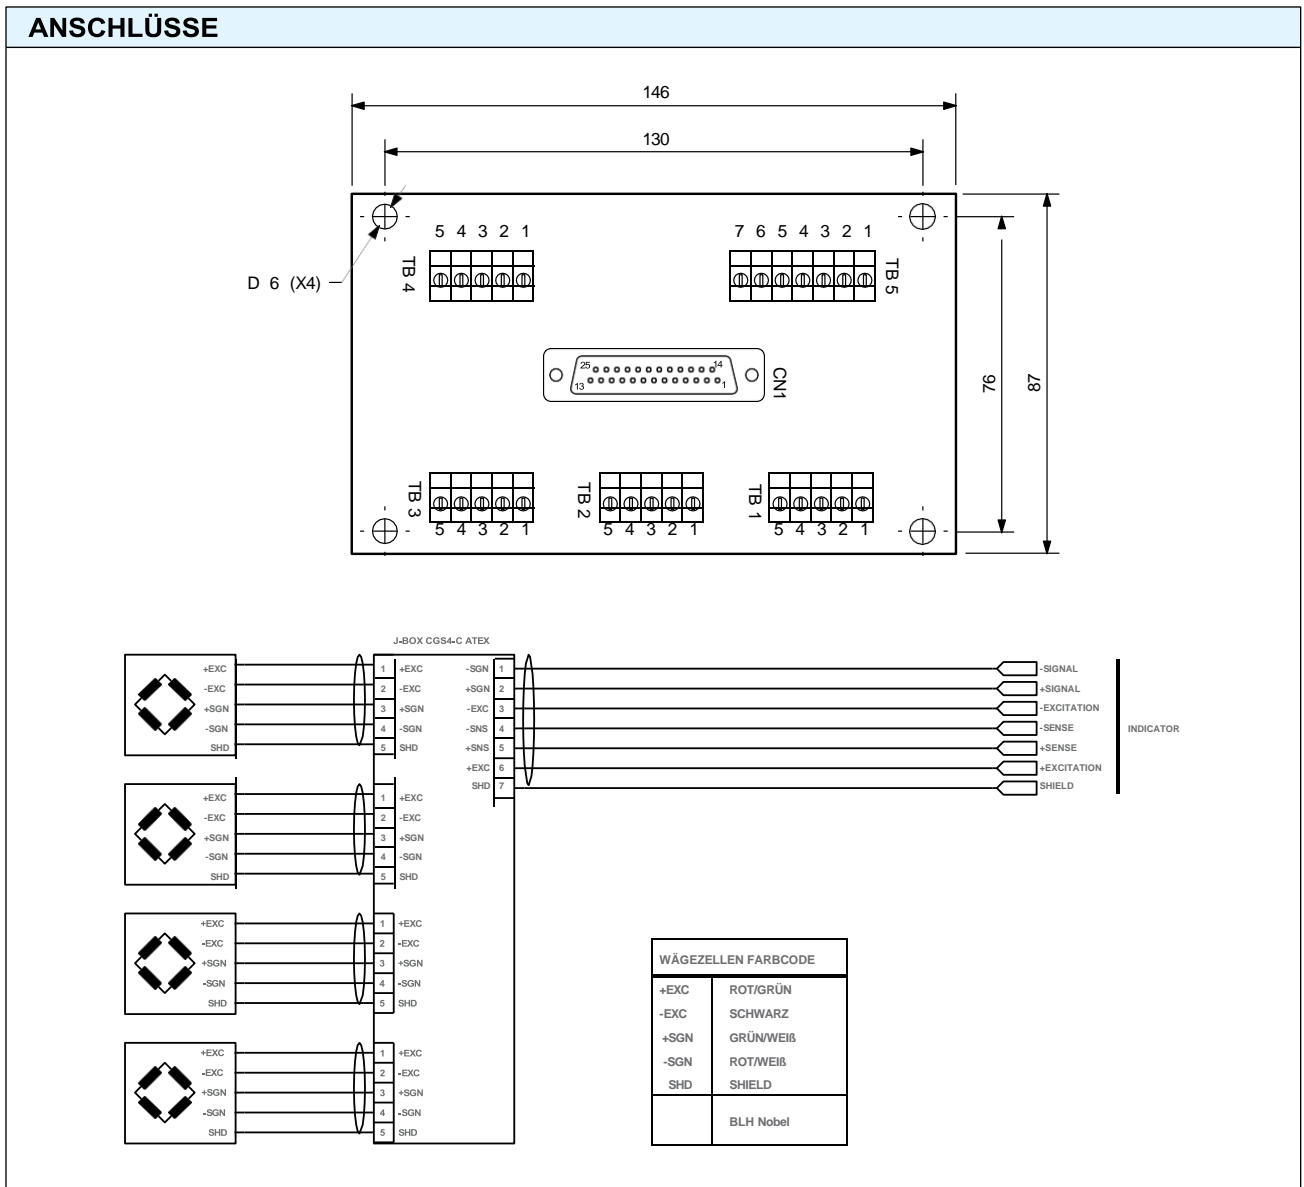 ANSCHLÜSSE
146
130
5 4 3 2 1
7 6 5 4 3 2 1
TB 4
TB 5
D 6 (X4)
25
14
13
1
CN1
76
87
TB 3
TB 2
TB 1
5 4 3 2 1
5 4 3 2 1
5 4 3 2 1
J-BOX CGS4-C ATEX
+EXC 1 +EXC -SGN 1 -SIGNAL
-EXC 2 -EXC +SGN 2 +SIGNAL
+SGN 3 +SGN -EXC 3 -EXCITATION
-SGN 4 -SGN -SNS 4 -SENSE
INDICATOR
SHD 5 SHD +SNS 5 +SENSE
+EXC 6 +EXCITATION
SHD 7 SHIELD
+EXC 1 +EXC
-EXC 2 -EXC
+SGN 3 +SGN
-SGN 4 -SGN
SHD 5 SHD
+EXC 1 +EXC
-EXC 2 -EXC
+SGN 3 +SGN
-SGN 4 -SGN
SHD 5 SHD
+EXC 1 +EXC
-EXC 2 -EXC
+SGN 3 +SGN
-SGN 4 -SGN
SHD 5 SHD
WÄGEZELLEN FARBCODE
+EXC ROT/GRÜN
-EXC SCHWARZ
+SGN GRÜN/WEIß
-SGN ROT/WEIß
SHD SHIELD
BLH Nobel